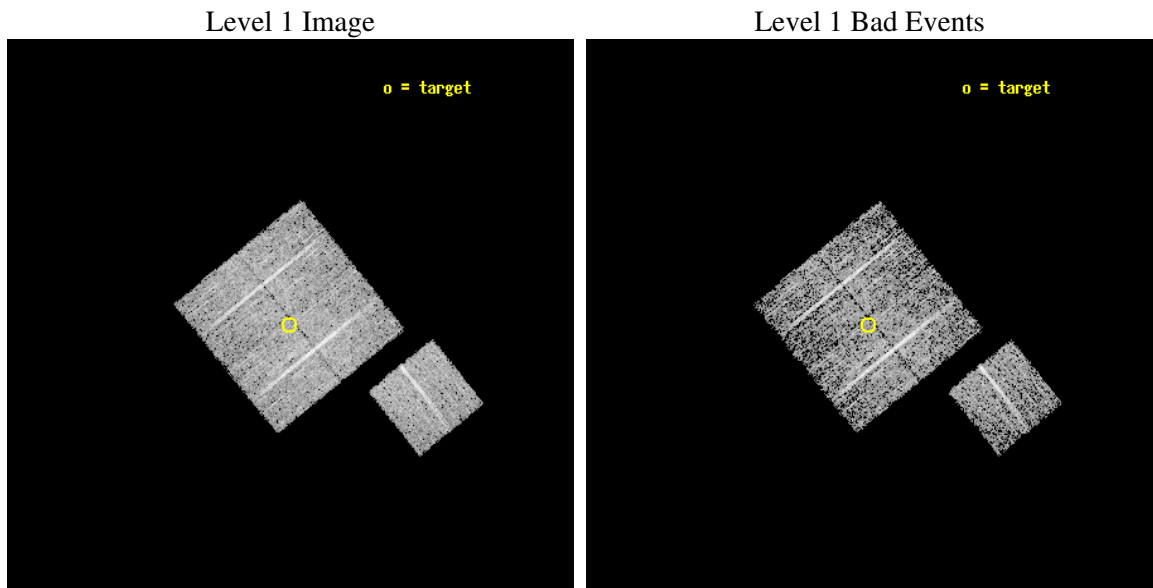 Level 1 Image
Level 1 Bad Events
o = target
o = target